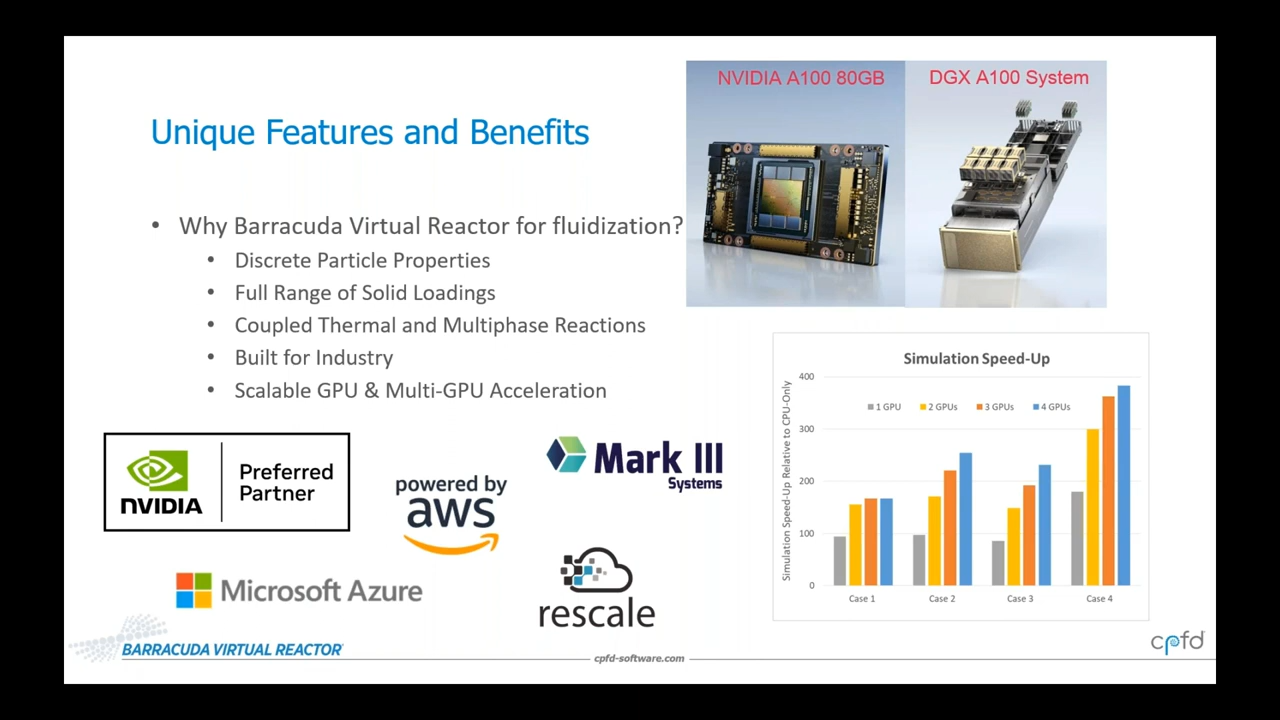 NVIDIA A100 80GB
DGX A100 System
Unique Features and Benefits
• Why Barracuda Virtual Reactor for fluidization?
• Discrete Particle Properties
• Full Range of Solid Loadings
• Coupled Thermal and Multiphase Reactions
• Built for Industry
• Scalable GPU & Multi-GPU Acceleration
Simulation Speed-Up
Simulation Speed-Up Relative to CPU-Only
400
300
200
100
0
1 GPU 2 GPUs 3 GPUs 4 GPUs
Case 1 Case 2 Case 3 Case 4
NVIDIA
Preferred
Partner
powered by
aws
Mark III
Systems
Microsoft Azure
rescale
BARRACUDA VIRTUAL REACTOR
cpfd-software.com
cpfd